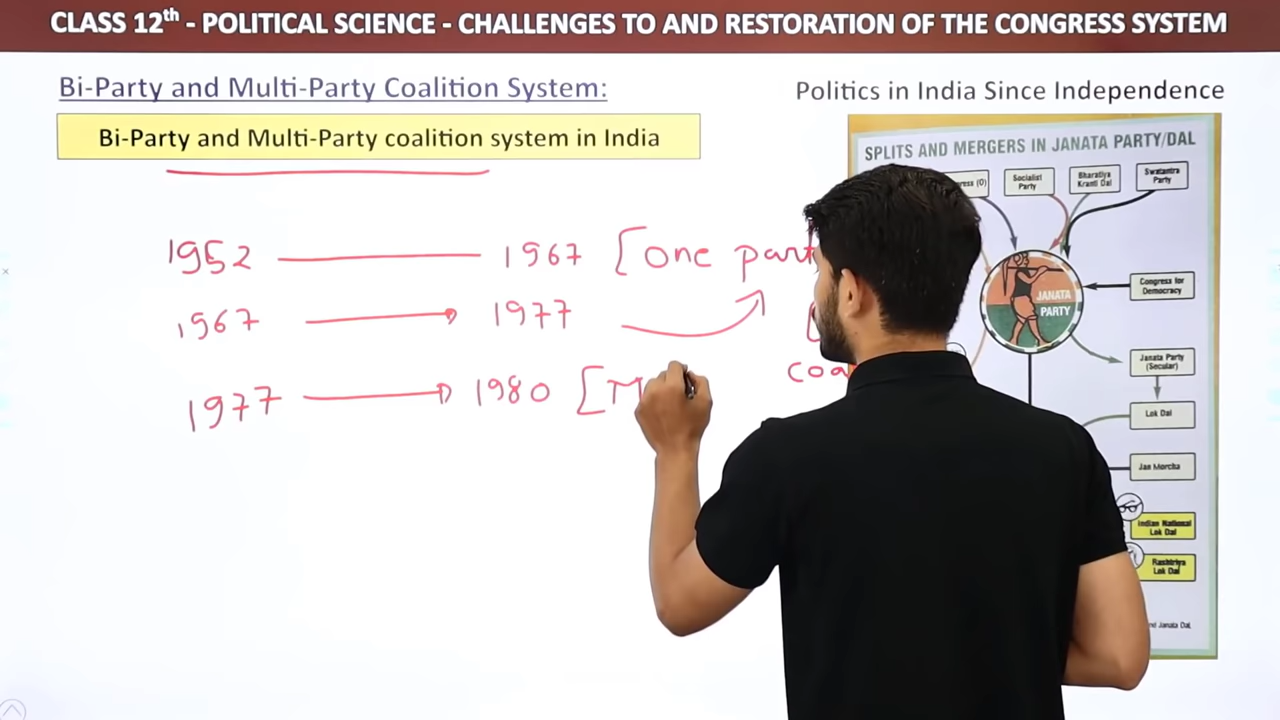 CLASS 12th - POLITICAL SCIENCE - CHALLENGES TO AND RESTORATION OF THE CONGRESS SYSTEM
Bi-Party and Multi-Party Coalition System:
Politics in India Since Independence
Bi-Party and Multi-Party coalition system in India
1952 1967 [one
1967 1977
1977 1980
SPLITS AND MERGERS IN JANATA PARTY/DAL
(O)
Socialist
Party
Bharatiya
Kranti Dal
Swatantra
Party
JANATA
PARTY
Congress for
Democracy
Janata Party
(Secular)
Lok Dal
Jan Morcha
Indian National
Lok Dal
Rashtriya
Lok Dal
Janata Dal,